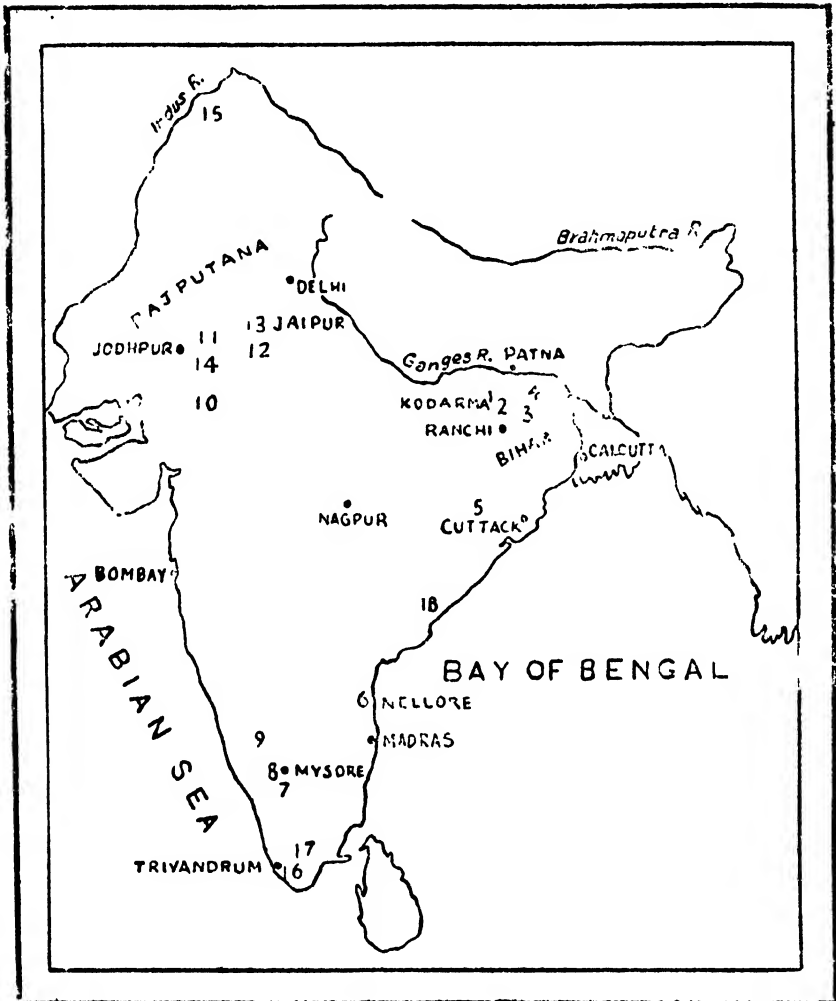 Indus R.
15
Brahmaputra R
RAJPUTANA
DELHI
13 JAIPUR
11
JODHPUR
12
14
Ganges R. PATNA
10
KODARMA 1 2
4
3
RANCHI
BIHAR
CALCUTTA
5
NAGPUR
CUTTACK
BOMBAY
ARABIAN SEA
18
BAY OF BENGAL
6 NELLORE
9
MADRAS
8 MYSORE
7
17
TRIVANDRUM
16